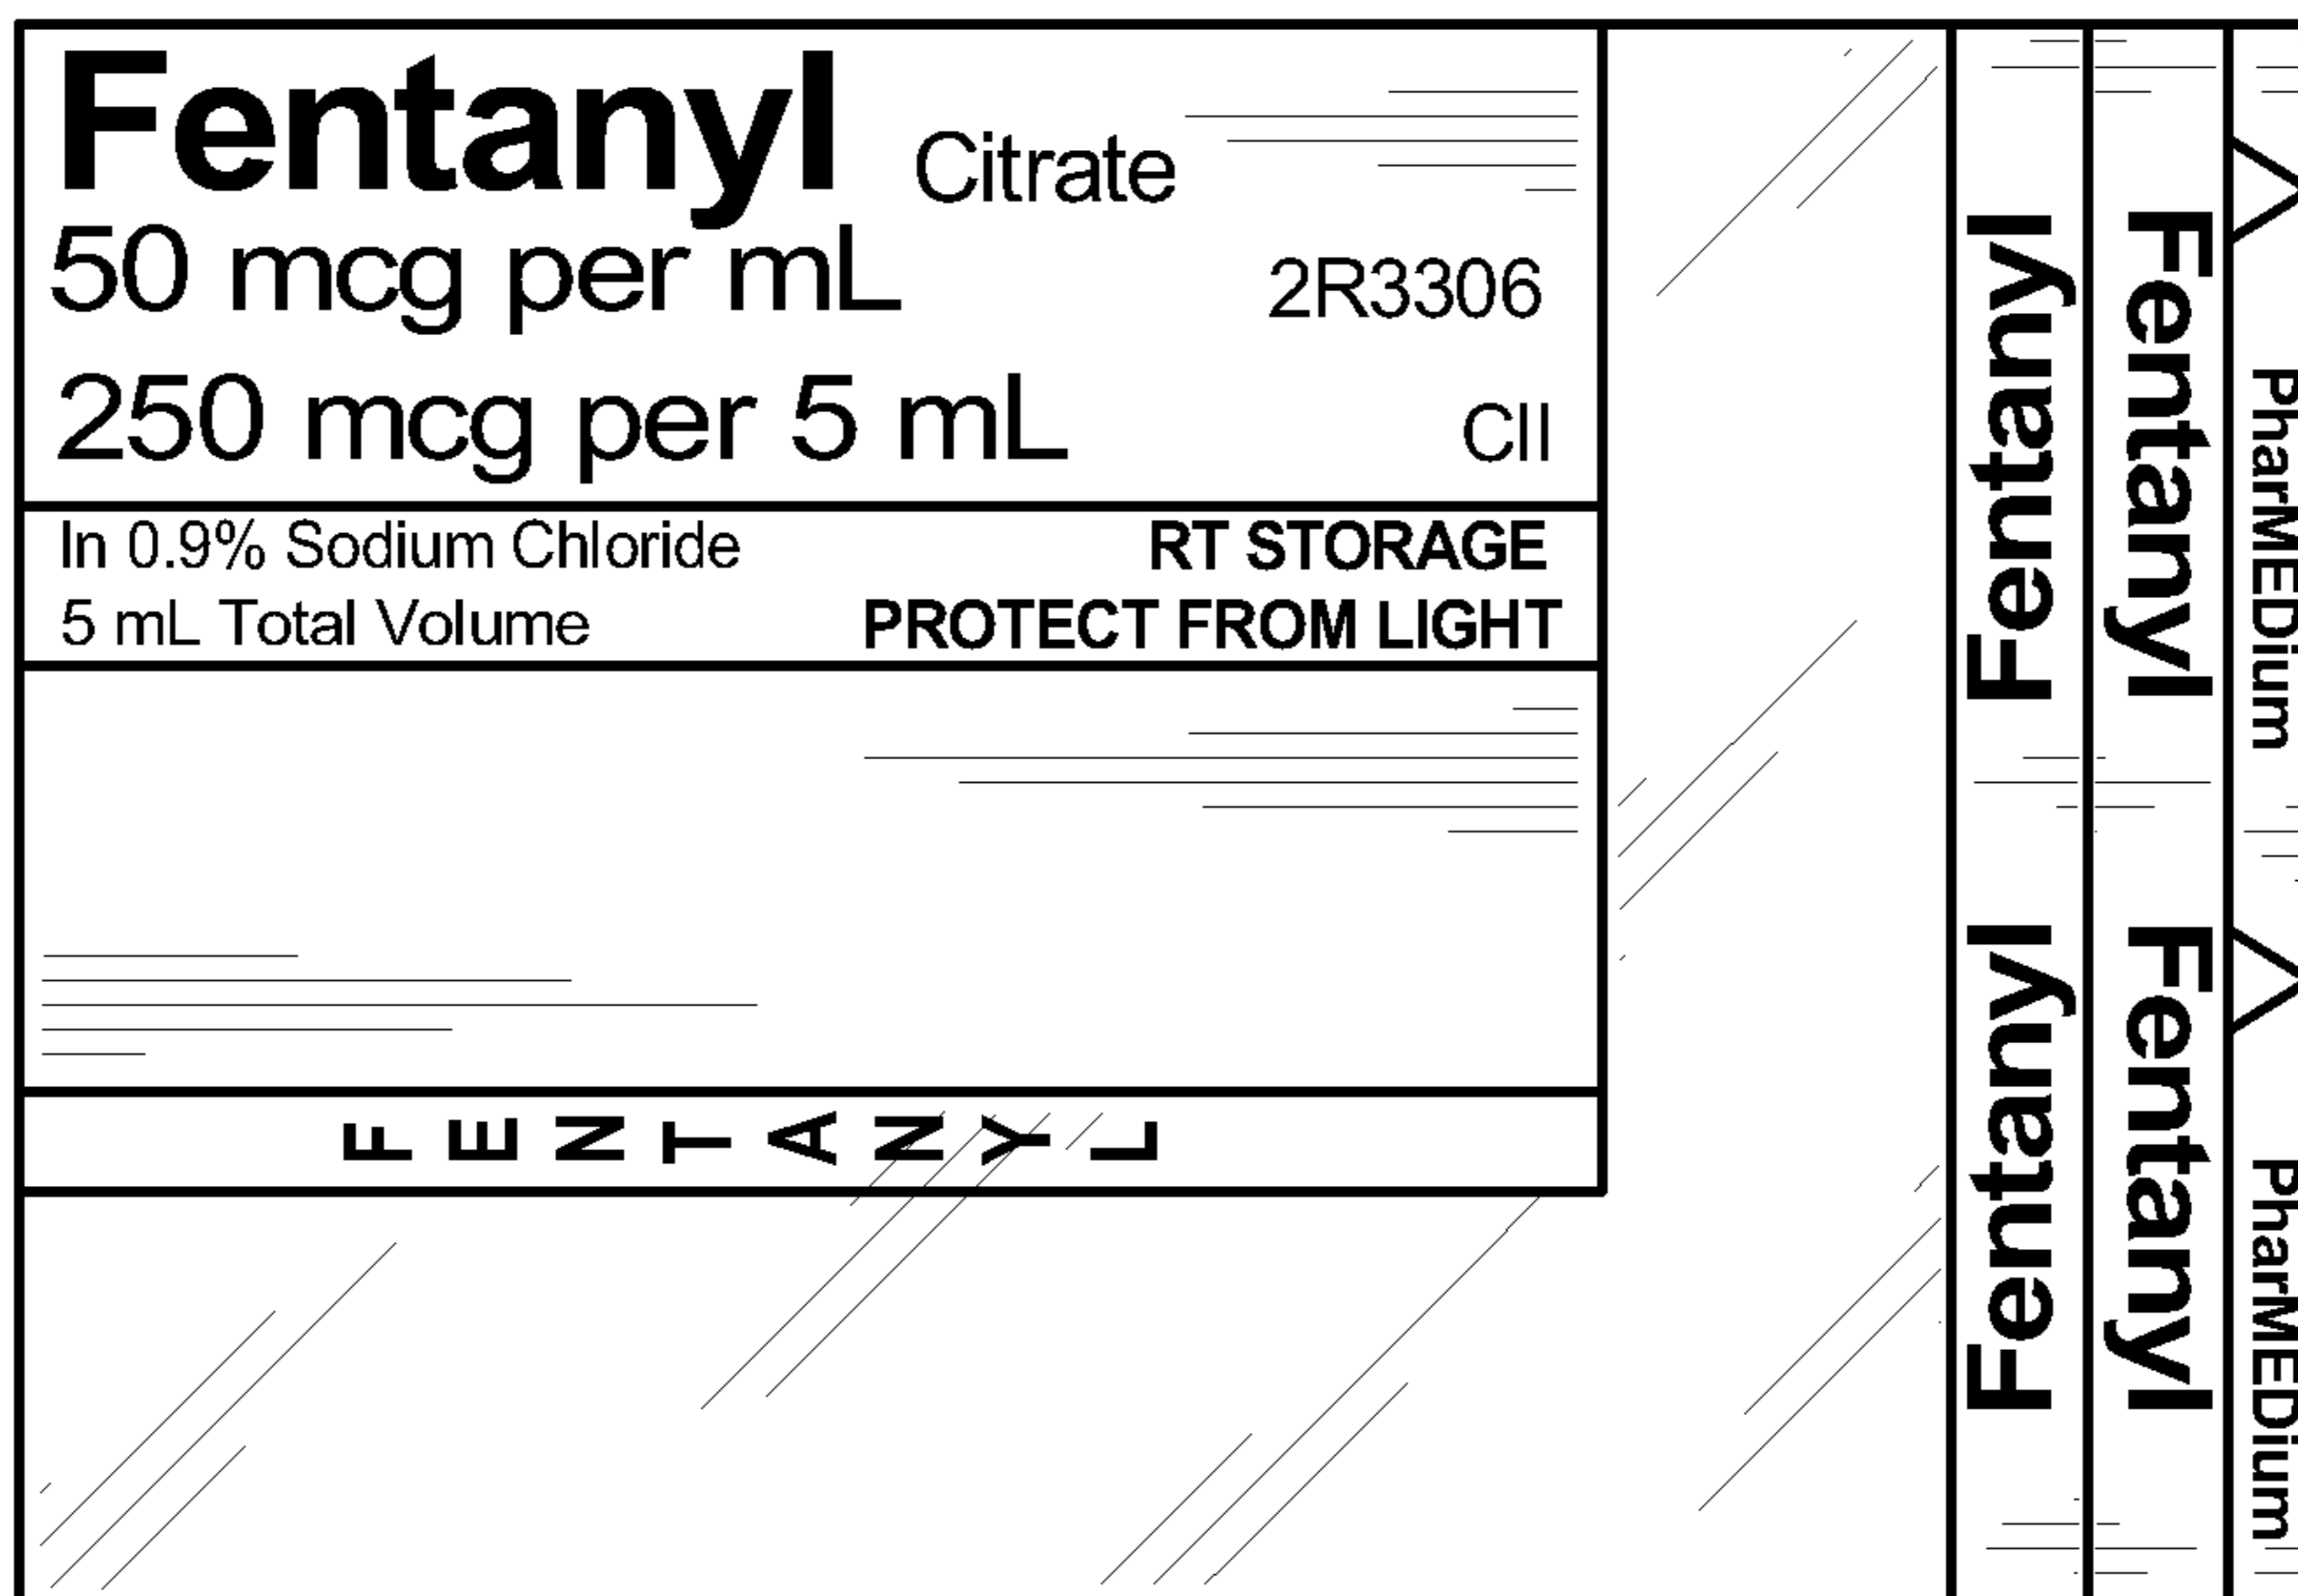 Fentanyl Citrate
50 mcg per mL 2R3306
250 mcg per 5 mL CII
In 0.9% Sodium Chloride RT STORAGE
5 mL Total Volume PROTECT FROM LIGHT
FENTANYL
Fentanyl
Fentanyl
Fentanyl
Fentanyl
PharMEDium
PharMEDium